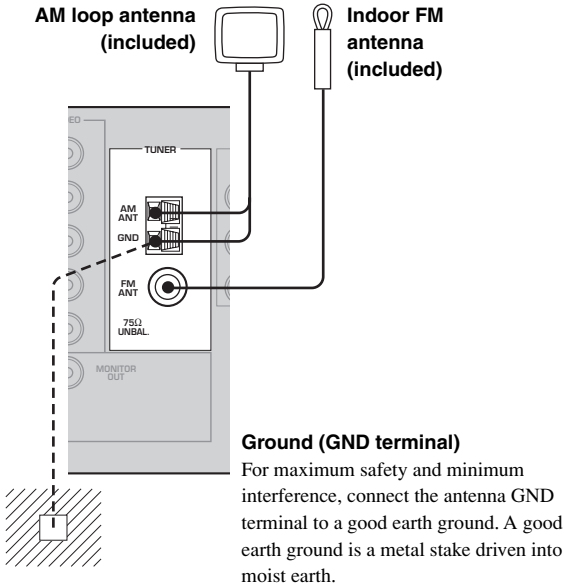 AM loop antenna
(included)
Indoor FM
antenna
(included)
TUNER
AM
ANT
GND
FM
ANT
75Ω
UNBAL.
MONITOR
OUT
Ground (GND terminal)
For maximum safety and minimum
interference, connect the antenna GND
terminal to a good earth ground. A good
earth ground is a metal stake driven into
moist earth.